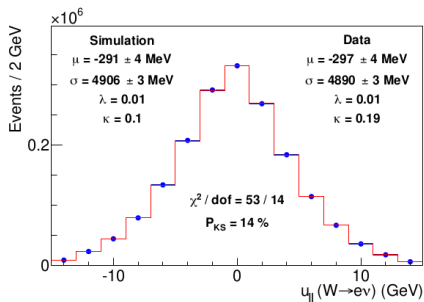 ×10⁶
Events / 2 GeV
Simulation
μ = -291 ± 4 MeV
σ = 4906 ± 3 MeV
λ = 0.01
κ = 0.1
Data
μ = -297 ± 4 MeV
σ = 4890 ± 3 MeV
λ = 0.01
κ = 0.19
0.2
χ² / dof = 53 / 14
P_KS = 14 %
0
-10 0 10
u_|| (W→eν) (GeV)